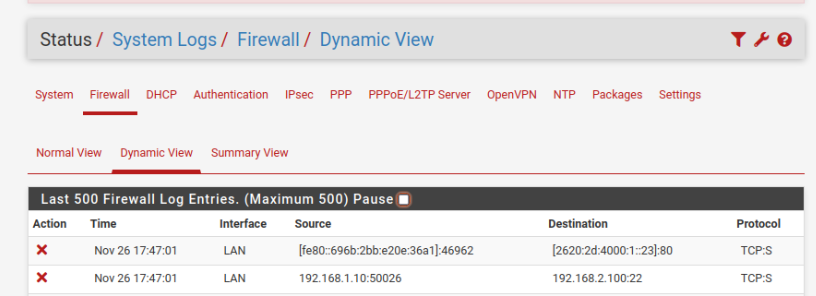 Status / System Logs / Firewall / Dynamic View
System Firewall DHCP Authentication IPsec PPP PPPoE/L2TP Server OpenVPN NTP Packages Settings
Normal View Dynamic View Summary View
Last 500 Firewall Log Entries. (Maximum 500) Pause
Action Time Interface Source Destination Protocol
Nov 26 17:47:01 LAN [fe80::696b:2bb:e20e:36a1]:46962 [2620:2d:4000:1::23]:80 TCP:S
Nov 26 17:47:01 LAN 192.168.1.10:50026 192.168.2.100:22 TCP:S